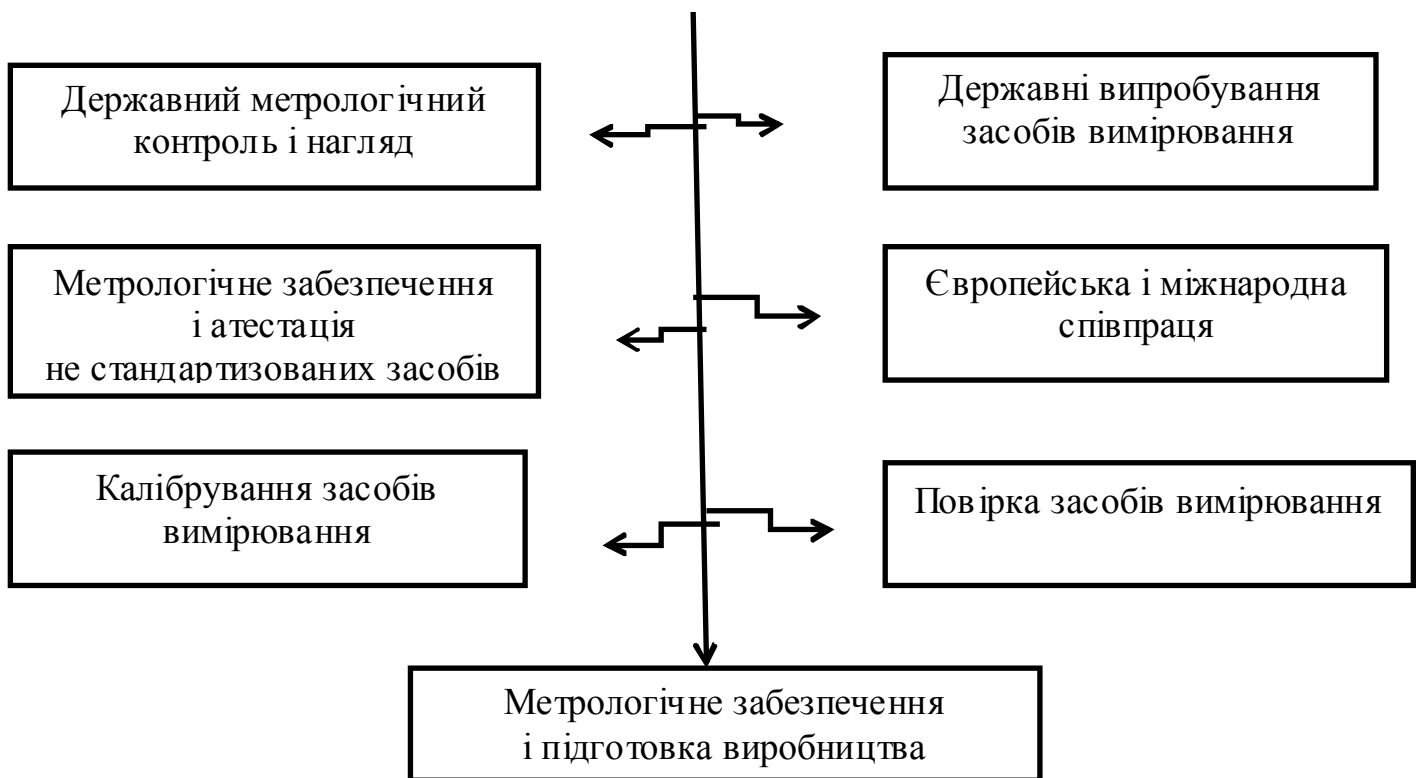 Державний метрологічний
контроль і нагляд
Державні випробування
засобів вимірювання
Метрологічне забезпечення
і атестація
не стандартизованих засобів
Європейська і міжнародна
співпраця
Калібрування засобів
вимірювання
Повірка засобів вимірювання
Метрологічне забезпечення
і підготовка виробництва